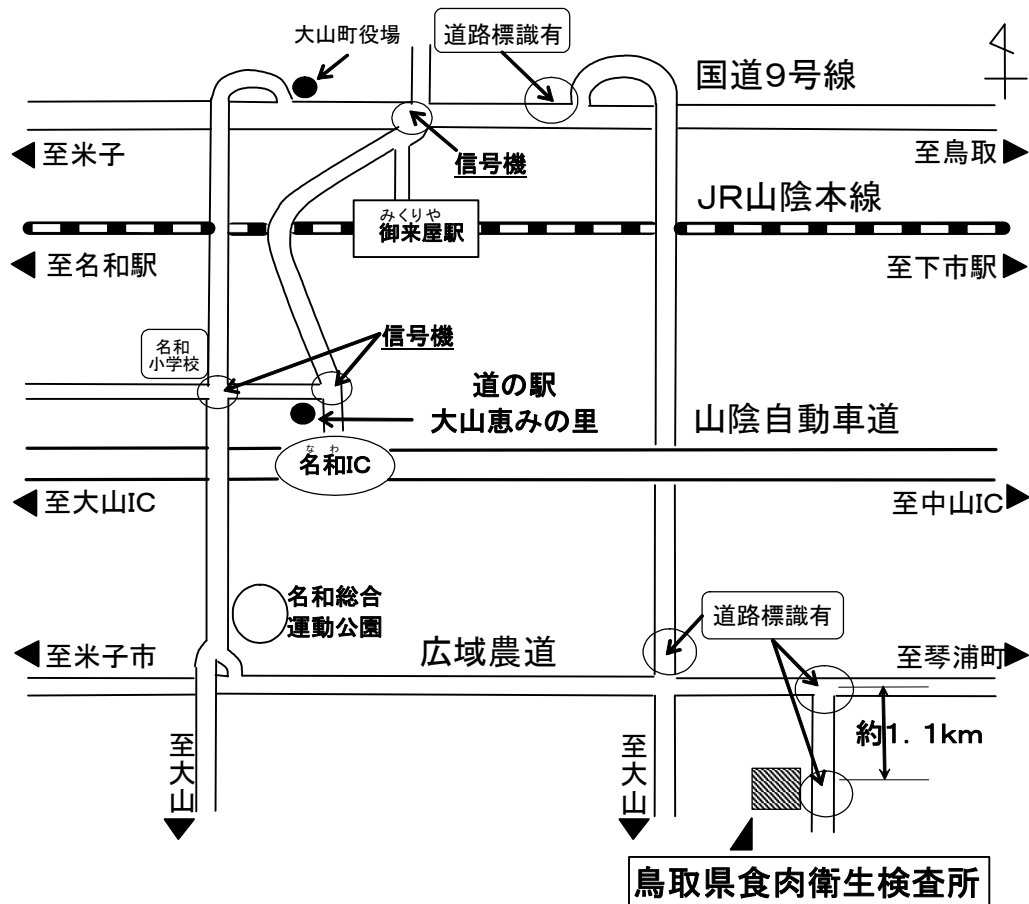 大山町役場
道路標識有
国道9号線
至米子
信号機
至鳥取
JR山陰本線
みくりや
御来屋駅
至名和駅
至下市駅
名和
小学校
信号機
道の駅
大山恵みの里
山陰自動車道
なわ
名和IC
至大山IC
至中山IC
名和総合
運動公園
道路標識有
至米子市
広域農道
至琴浦町
約1．1km
至大山
至大山
鳥取県食肉衛生検査所